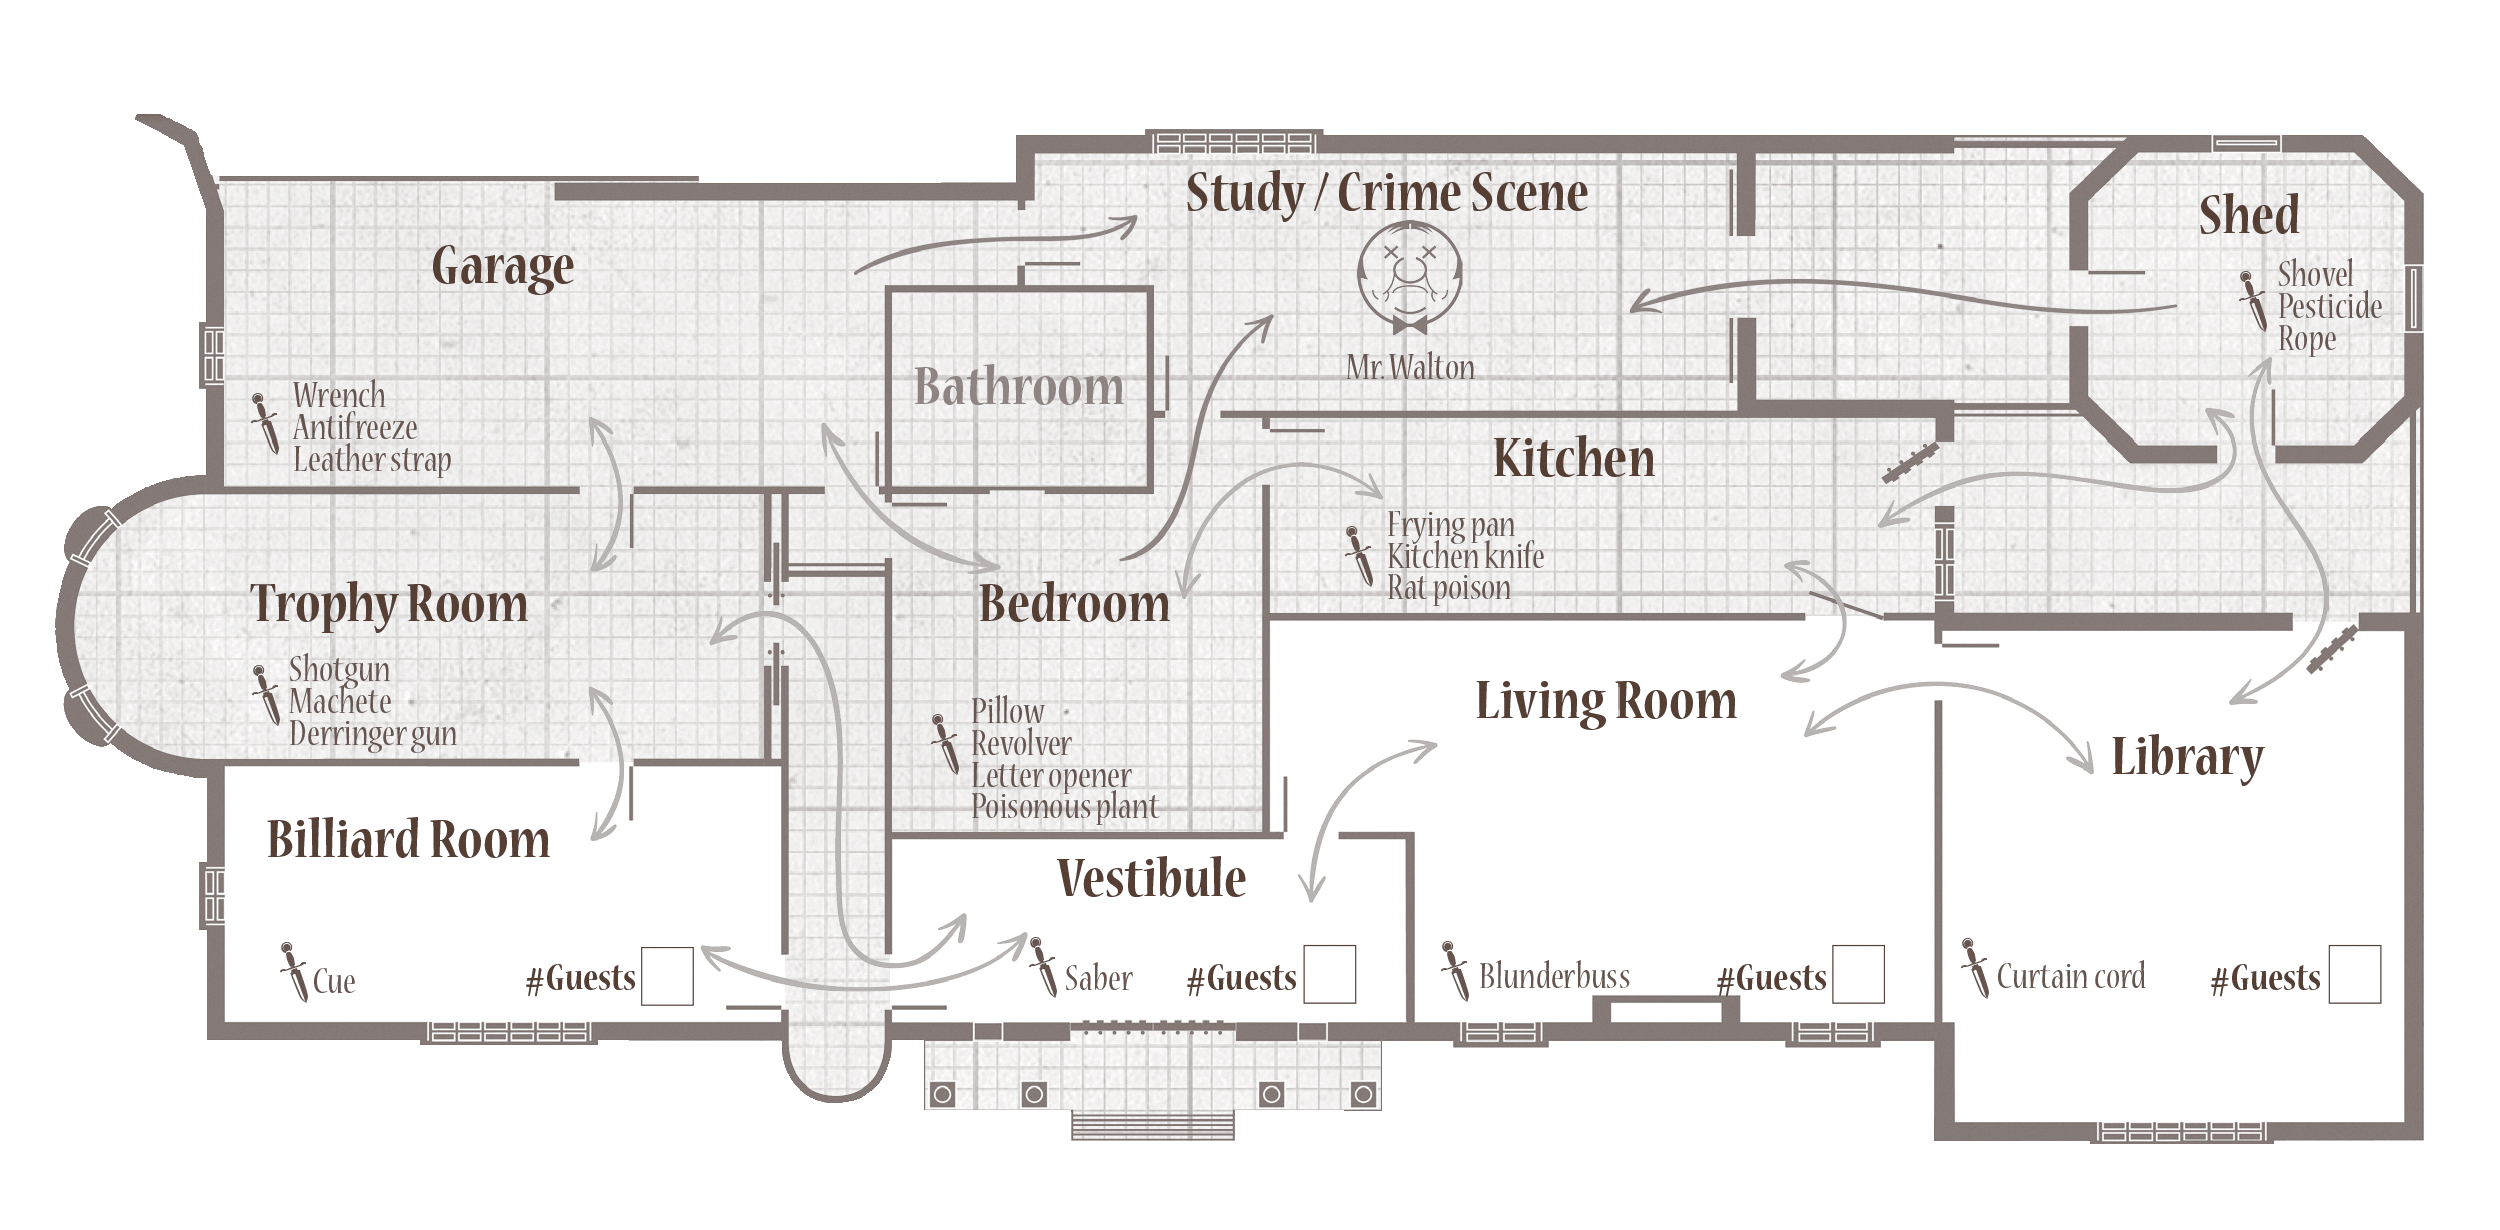 Study / Crime Scene
Mr. Walton
Shed
Shovel
Pesticide
Rope
Garage
Wrench
Antifreeze
Leather strap
Bathroom
Kitchen
Frying pan
Kitchen knife
Rat poison
Trophy Room
Shotgun
Machete
Derringer gun
Bedroom
Pillow
Revolver
Letter opener
Poisonous plant
Living Room
Blunderbuss
#Guests
Library
Curtain cord
#Guests
Billiard Room
Cue
#Guests
Vestibule
Saber
#Guests